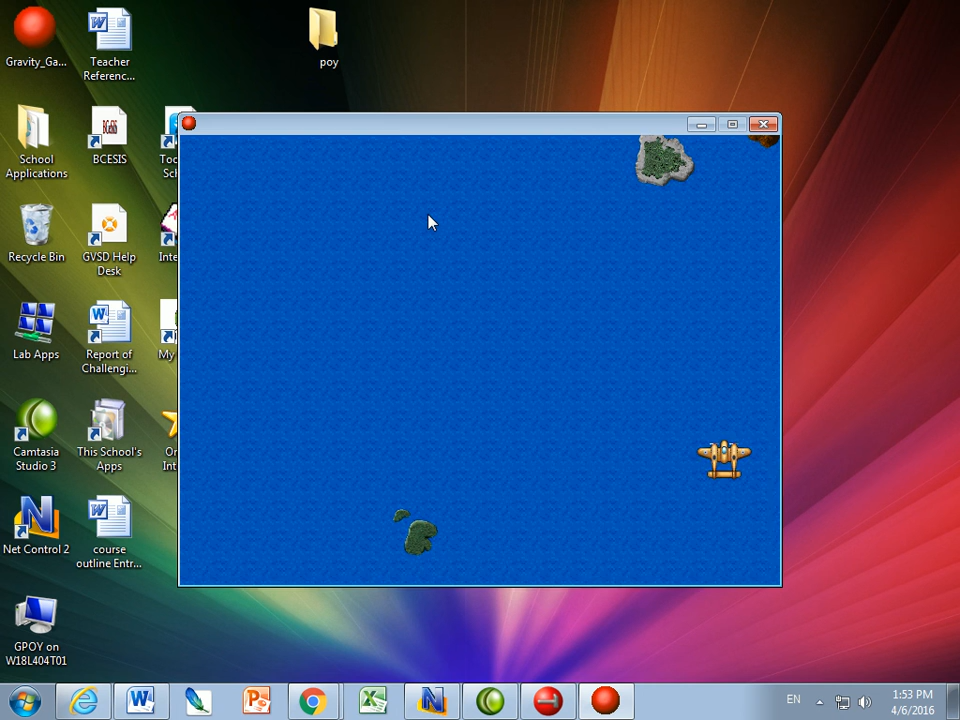 Gravity_Ga...
Teacher
Referenc...
poy
School
Applications
BCESIS
BCESIS
Recycle Bin
GVSD Help
Desk
Lab Apps
Report of
Challengi...
My
Camtasia
Studio 3
This School's
Apps
Net Control 2
course
outline Entr...
GPOY on
W18L404T01
EN
1:53 PM
4/6/2016